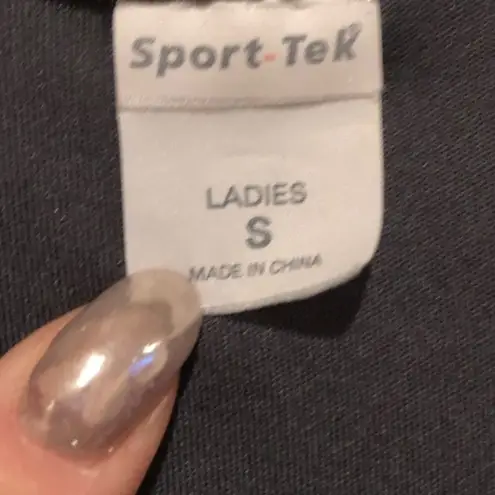 Sport-Tek
LADIES
S
MADE IN CHINA